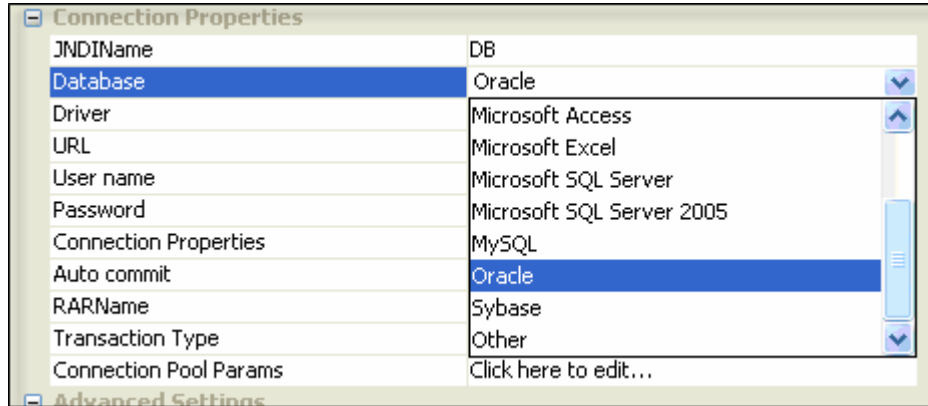 Connection Properties
JNDIName DB
Database Oracle
Driver Microsoft Access
URL Microsoft Excel
User name Microsoft SQL Server
Password Microsoft SQL Server 2005
Connection Properties MySQL
Auto commit Oracle
RARName Sybase
Transaction Type Other
Connection Pool Params Click here to edit...
Advanced Settings